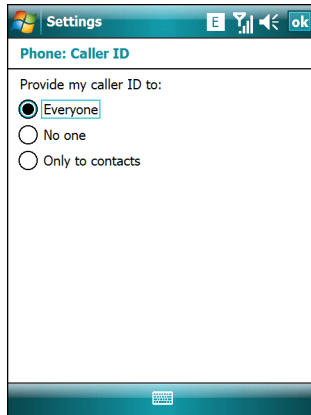 Settings
E
ok
Phone: Caller ID
Provide my caller ID to:
Everyone
No one
Only to contacts